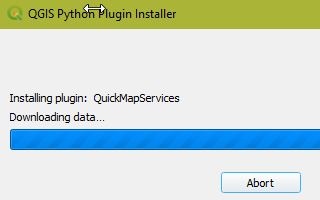 QGIS Python Plugin Installer
Installing plugin: QuickMapServices
Downloading data...
Abort